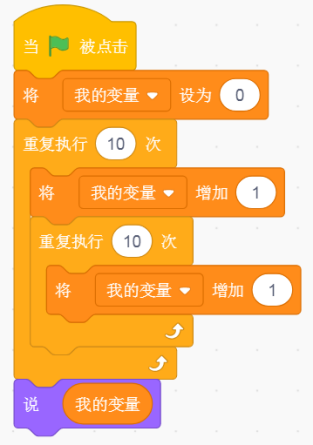 当 被点击
将 我的变量 设为 0
重复执行 10 次
将 我的变量 增加 1
重复执行 10 次
将 我的变量 增加 1
说 我的变量